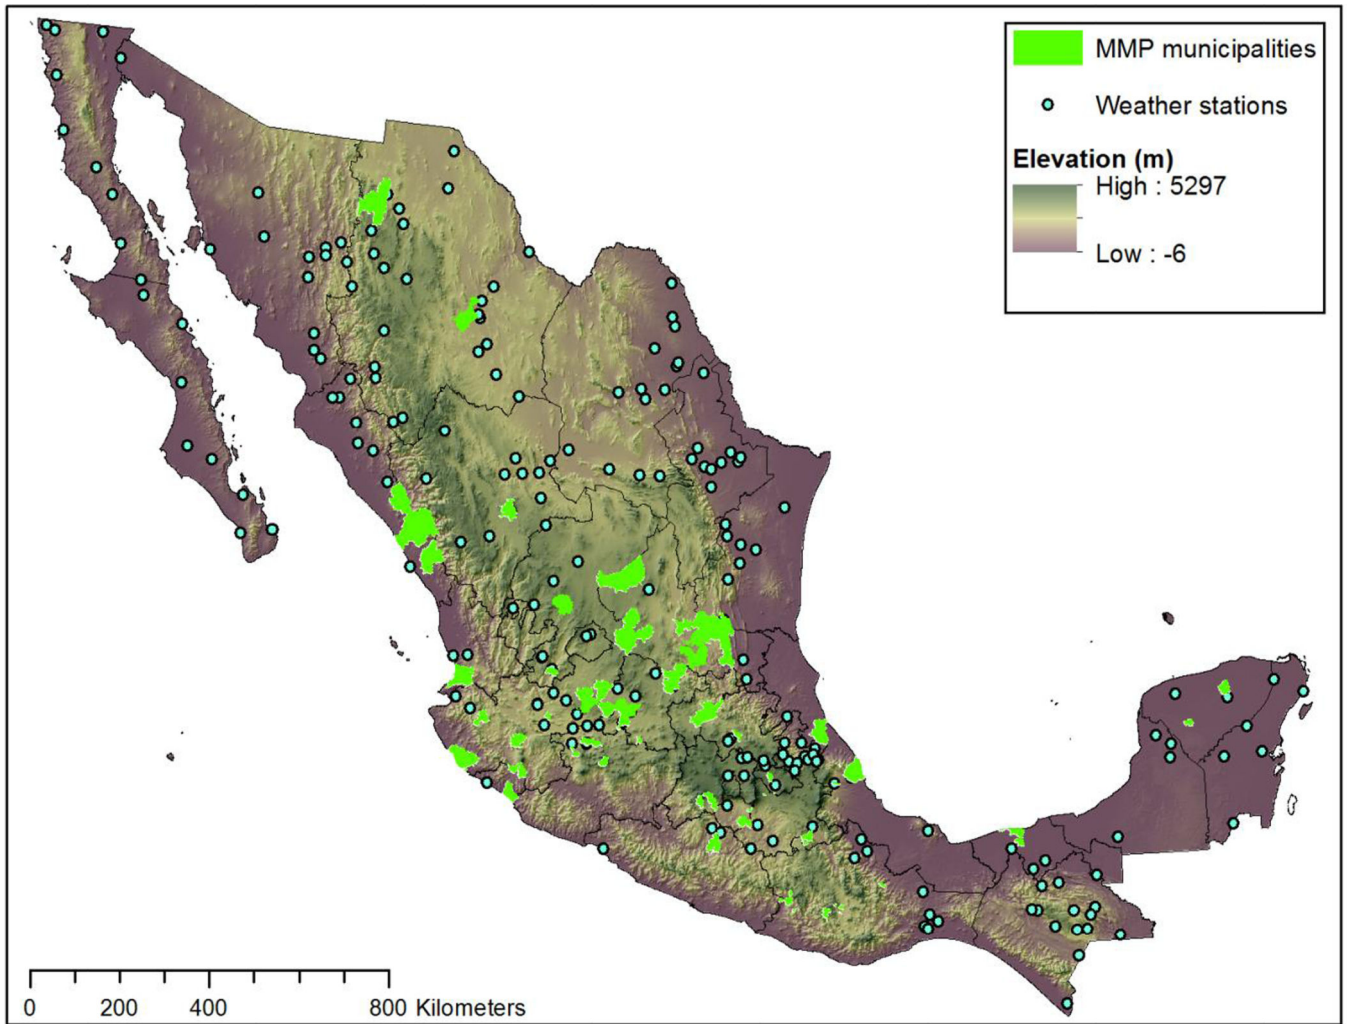 MMP municipalities
Weather stations
Elevation (m)
High : 5297
Low : -6
0 200 400 800 Kilometers